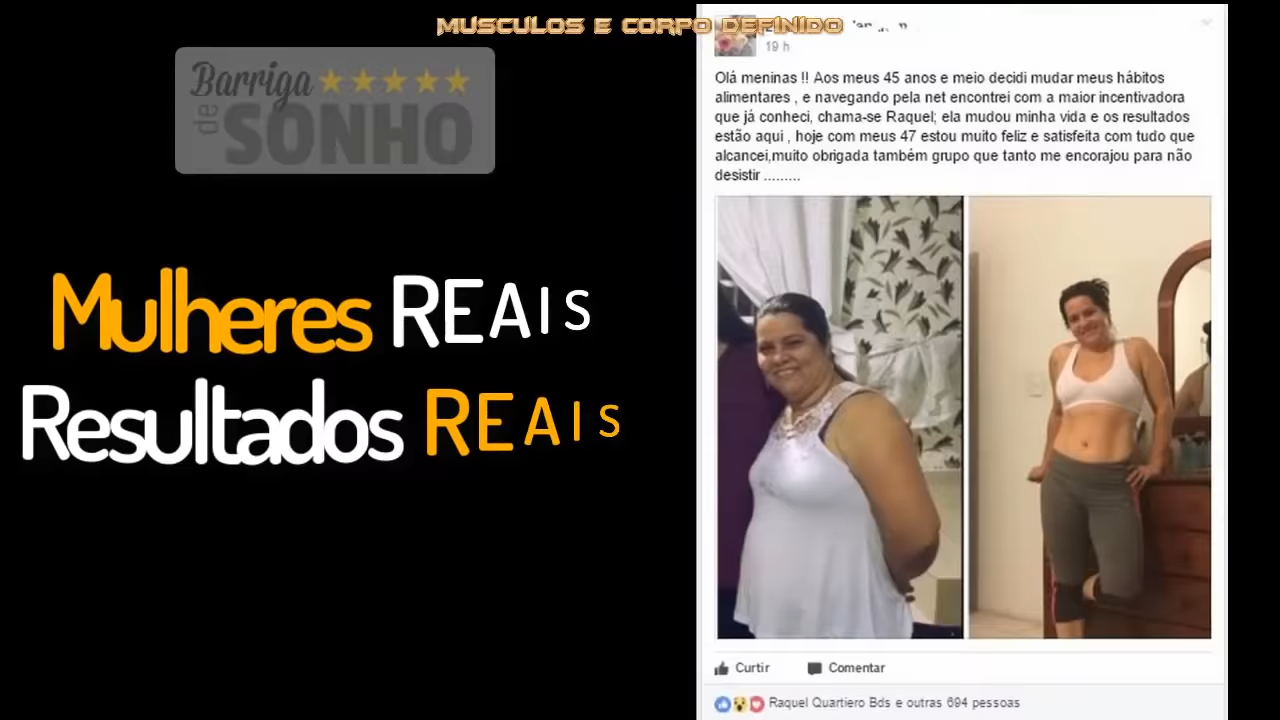 MUSCULOS E CORPO DEFINIDO
Barriga
de
SONHO
Mulheres REAIS
Resultados REAIS
19 h
Olá meninas !! Aos meus 45 anos e meio decidi mudar meus hábitos
alimentares , e navegando pela net encontrei com a maior incentivadora
que já conheci, chama-se Raquel; ela mudou minha vida e os resultados
estão aqui , hoje com meus 47 estou muito feliz e satisfeita com tudo que
alcancei,muito obrigada também grupo que tanto me encorajou para não
desistir .........
Curtir
Comentar
Raquel Quartiero Bds e outras 694 pessoas